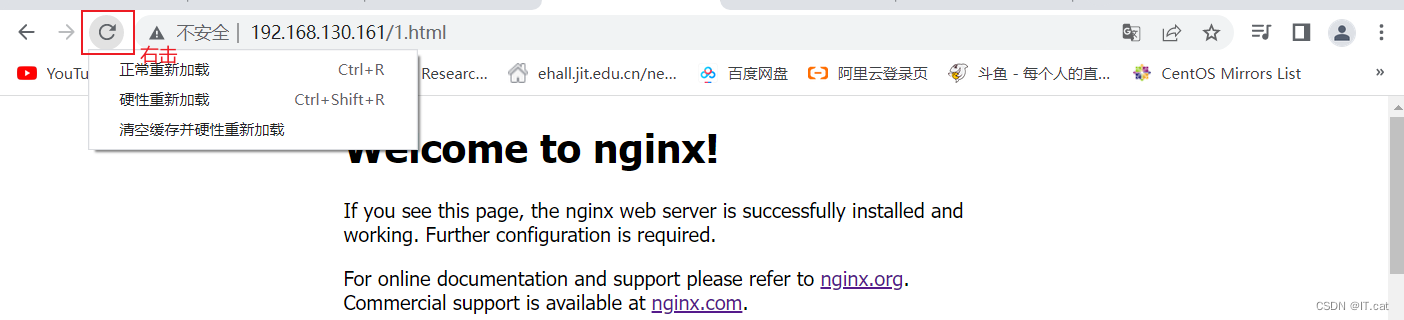 不安全 | 192.168.130.161/1.html
右击
YouTu
Researc...
ehall.jit.edu.cn/ne...
百度网盘
阿里云登录页
斗鱼 - 每个人的直...
CentOS Mirrors List
»
正常重新加载 Ctrl+R
硬性重新加载 Ctrl+Shift+R
清空缓存并硬性重新加载
Welcome to nginx!
If you see this page, the nginx web server is successfully installed and
working. Further configuration is required.
For online documentation and support please refer to nginx.org.
Commercial support is available at nginx.com.
CSDN @IT.cat